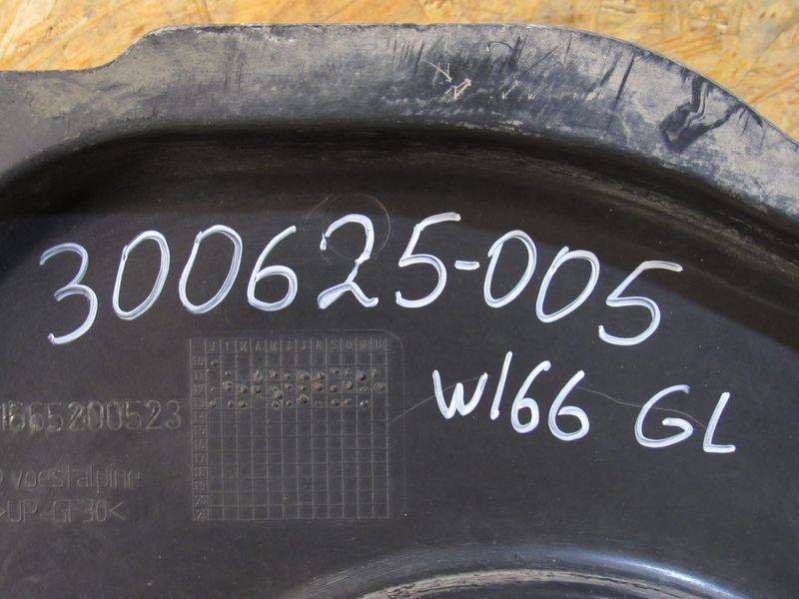 300625-005
W166 GL
1665200523
voestalpine
>UP-GF30<